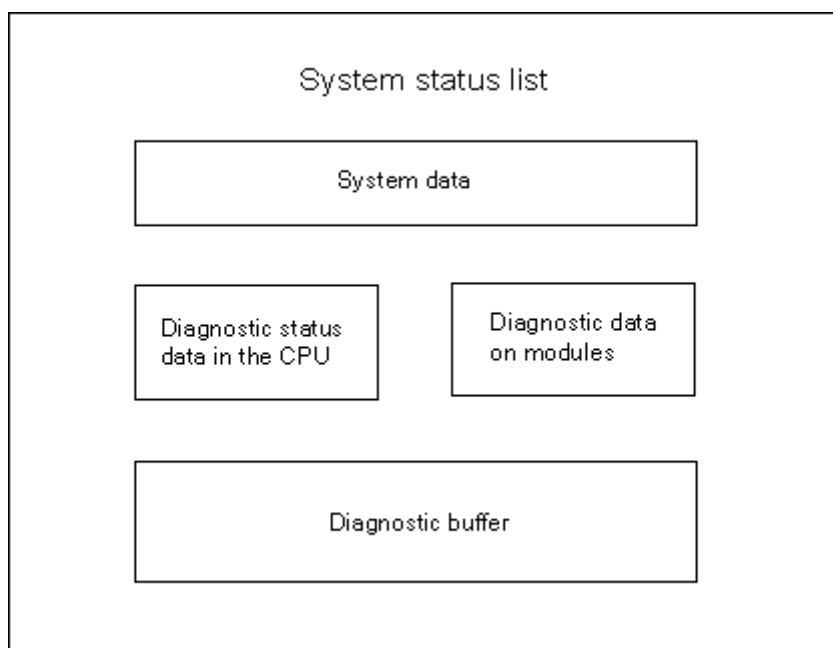 System status list
System data
Diagnostic status
data in the CPU
Diagnostic data
on modules
Diagnostic buffer